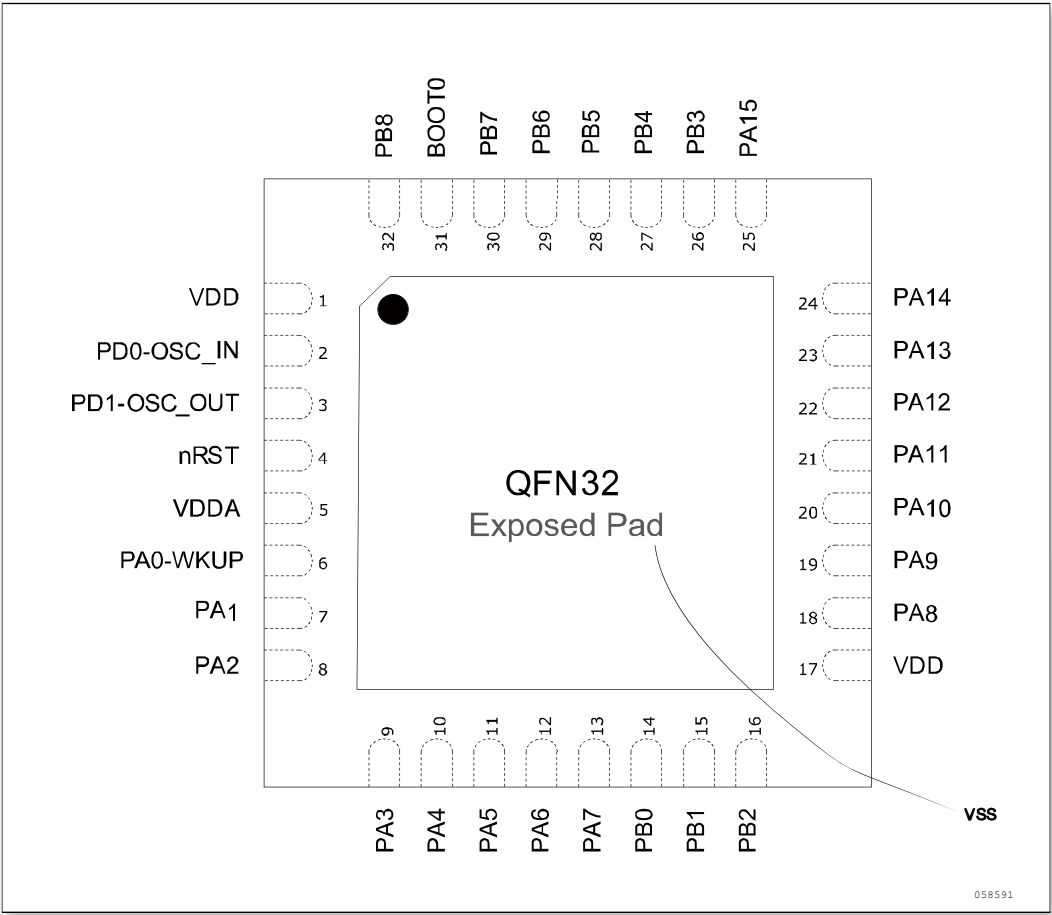 PB8 BOOT0 PB7 PB6 PB5 PB4 PB3 PA15
32 31 30 29 28 27 26 25
VDD 1 24 PA14
PD0-OSC_IN 2 23 PA13
PD1-OSC_OUT 3 22 PA12
nRST 4 21 PA11
VDDA 5 20 PA10
PA0-WKUP 6 19 PA9
PA1 7 18 PA8
PA2 8 17 VDD
QFN32
Exposed Pad
9 10 11 12 13 14 15 16
PA3 PA4 PA5 PA6 PA7 PB0 PB1 PB2
VSS
058591